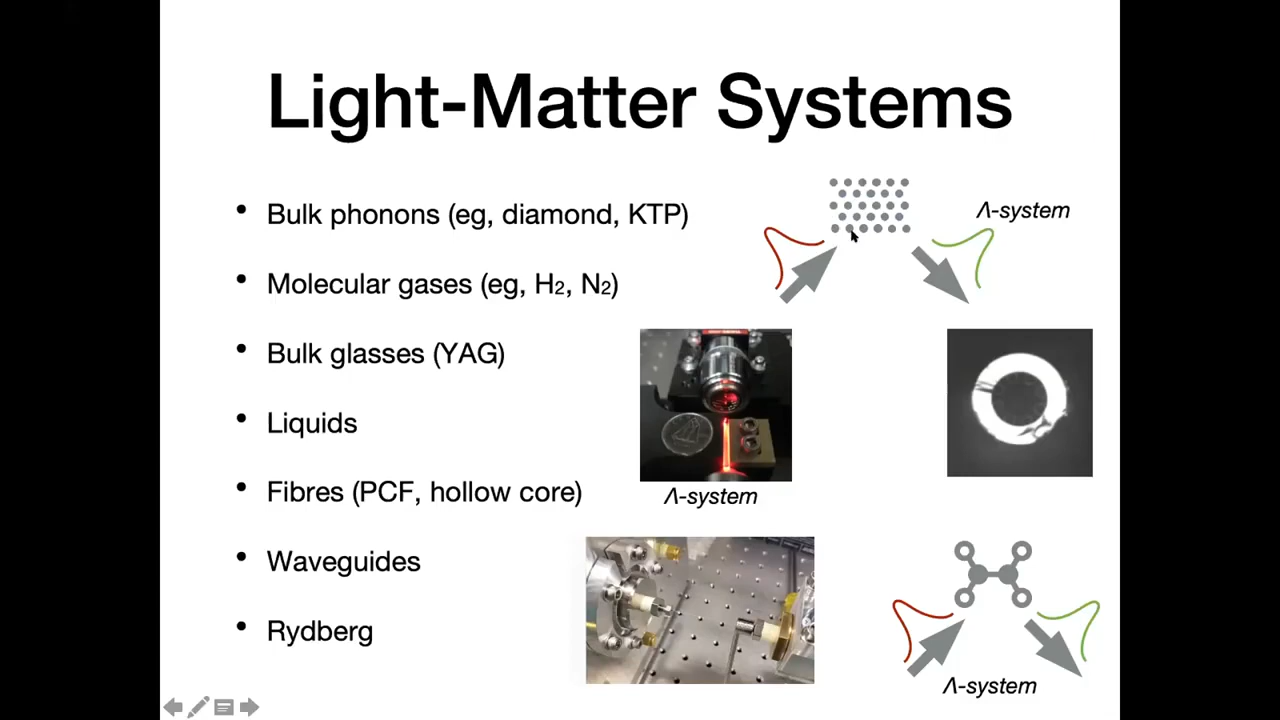 Light-Matter Systems
• Bulk phonons (eg, diamond, KTP)
Λ-system
• Molecular gases (eg, H₂, N₂)
• Bulk glasses (YAG)
• Liquids
• Fibres (PCF, hollow core)
Λ-system
• Waveguides
• Rydberg
Λ-system